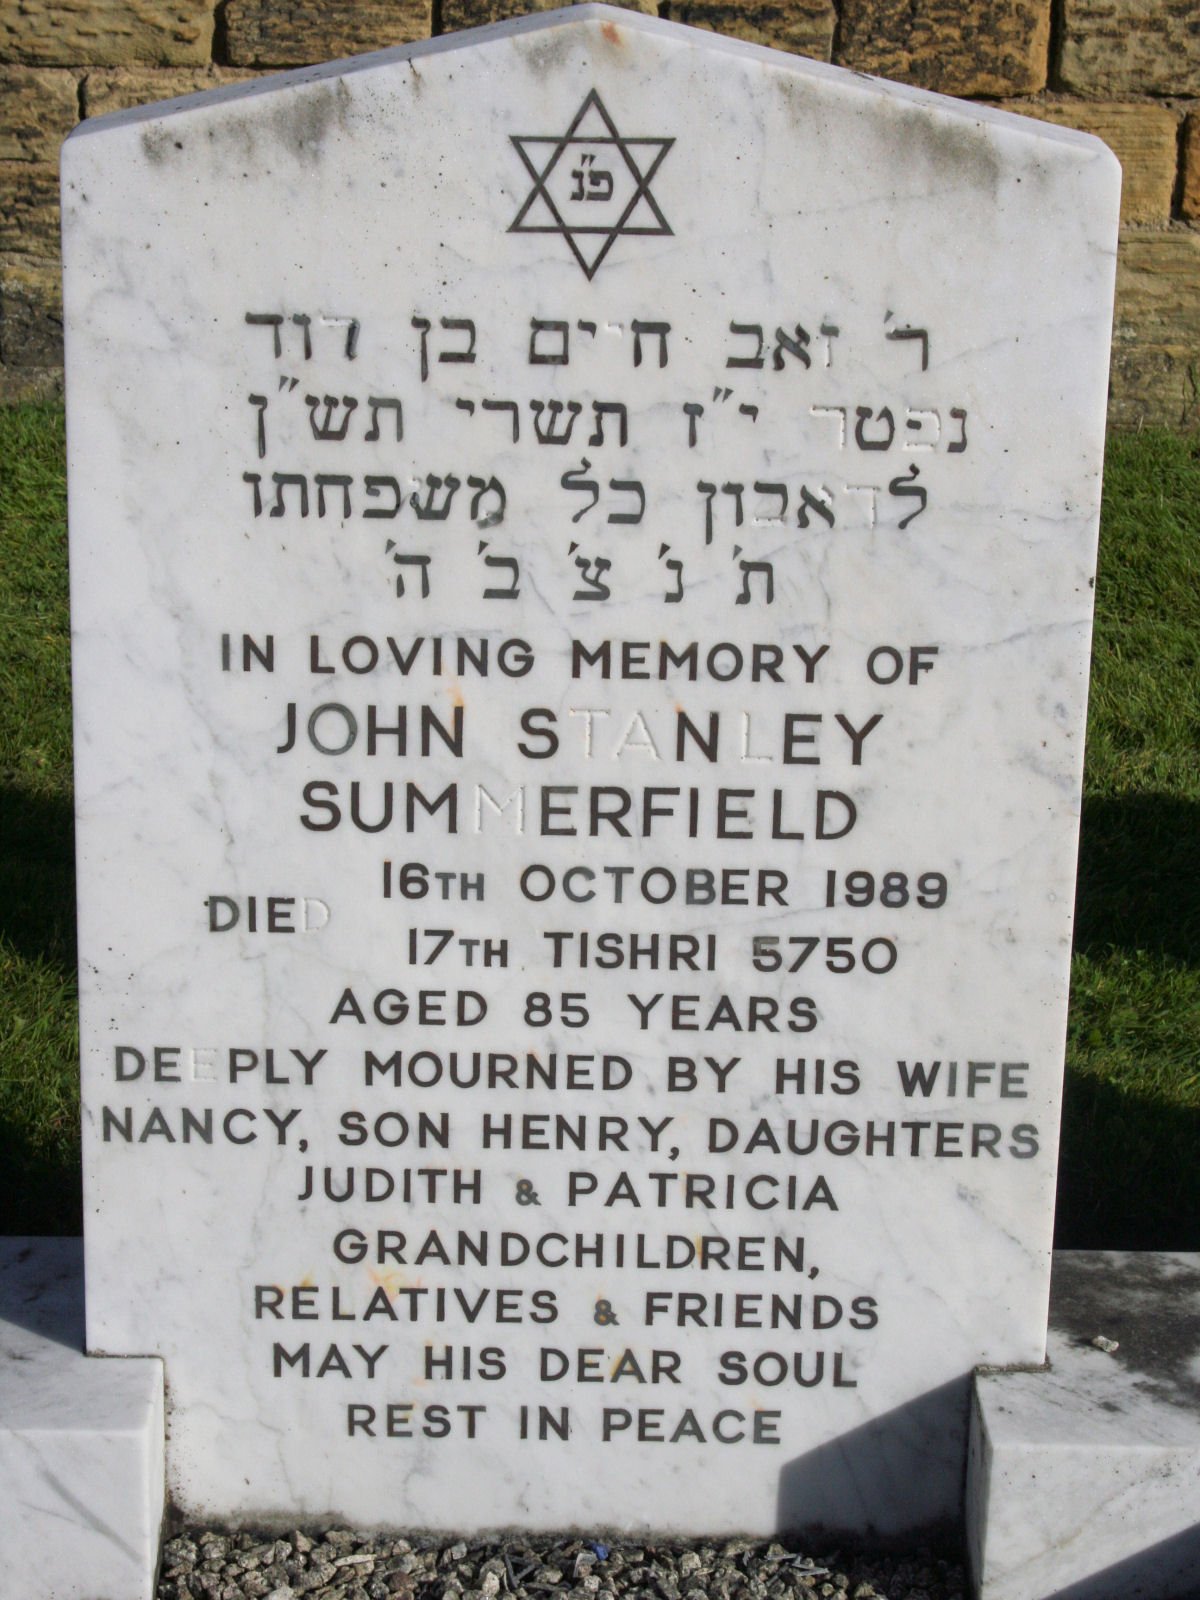 פ״נ
ר׳ זאב חיים בן דוד
נפטר י״ז תשרי תש״ן
לדאבון כל משפחתו
ת׳ נ׳ צ׳ ב׳ ה׳
IN LOVING MEMORY OF
JOHN STANLEY
SUMMERFIELD
DIED 16TH OCTOBER 1989
17TH TISHRI 5750
AGED 85 YEARS
DEEPLY MOURNED BY HIS WIFE
NANCY, SON HENRY, DAUGHTERS
JUDITH & PATRICIA
GRANDCHILDREN,
RELATIVES & FRIENDS
MAY HIS DEAR SOUL
REST IN PEACE